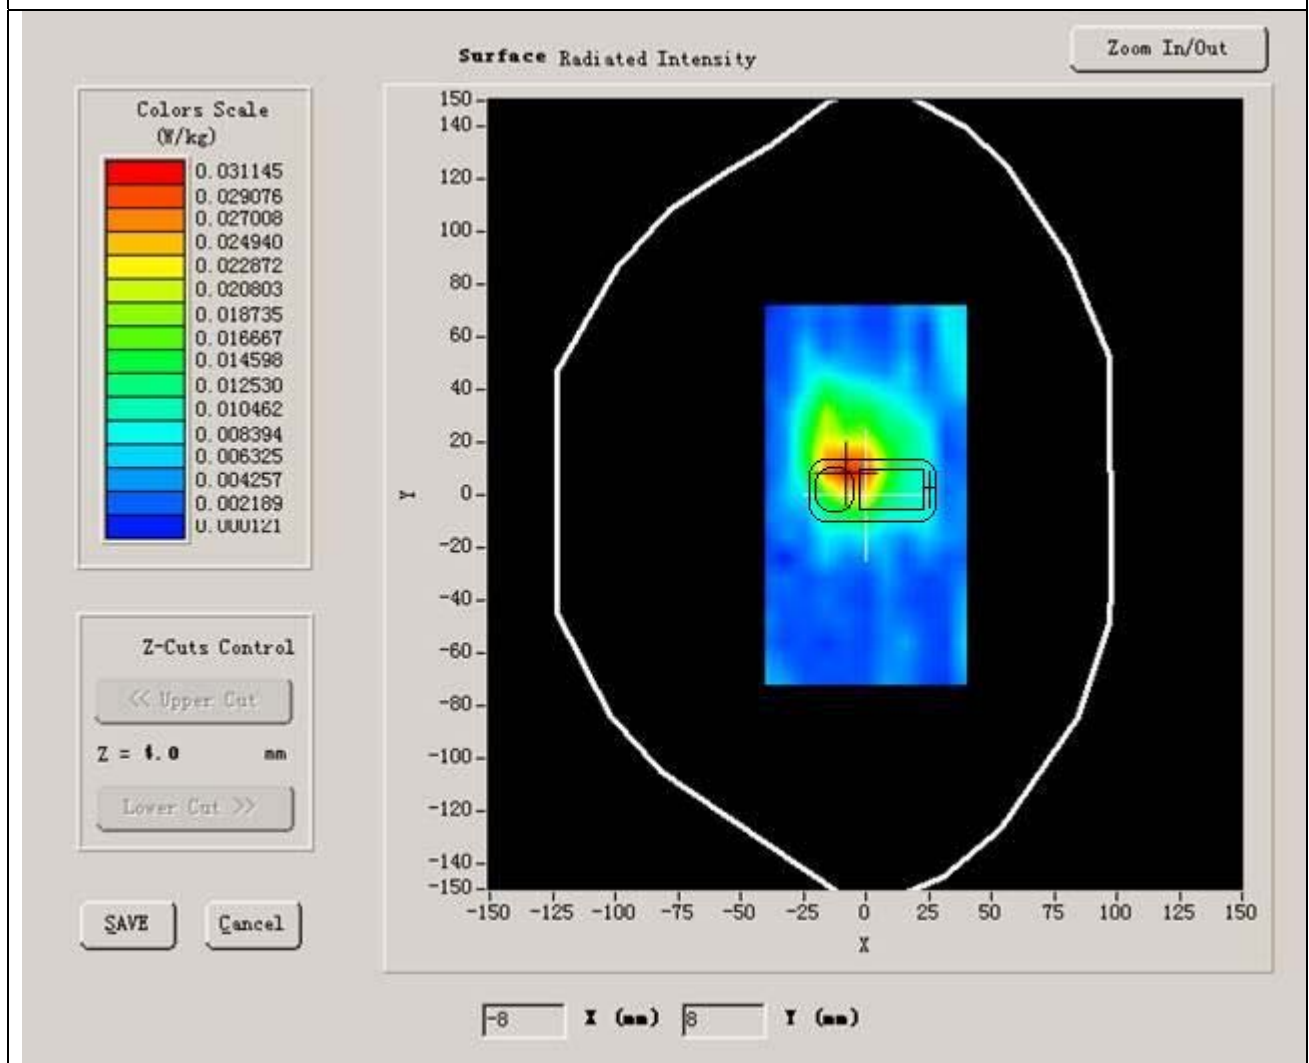 Surface Radiated Intensity
Zoom In/Out
Colors Scale
(W/kg)
0.031145
0.029076
0.027008
0.024940
0.022872
0.020803
0.018735
0.016667
0.014598
0.012530
0.010462
0.008394
0.006325
0.004257
0.002189
0.000121
Z-Cuts Control
<< Upper Cut
Z = 4.0 mm
Lower Cut >>
SAVE
Cancel
150
140
120
100
80
60
40
20
0
-20
-40
-60
-80
-100
-120
-140
-150
Y
-150 -125 -100 -75 -50 -25 0 25 50 75 100 125 150
X
-8 X (mm) 8 Y (mm)